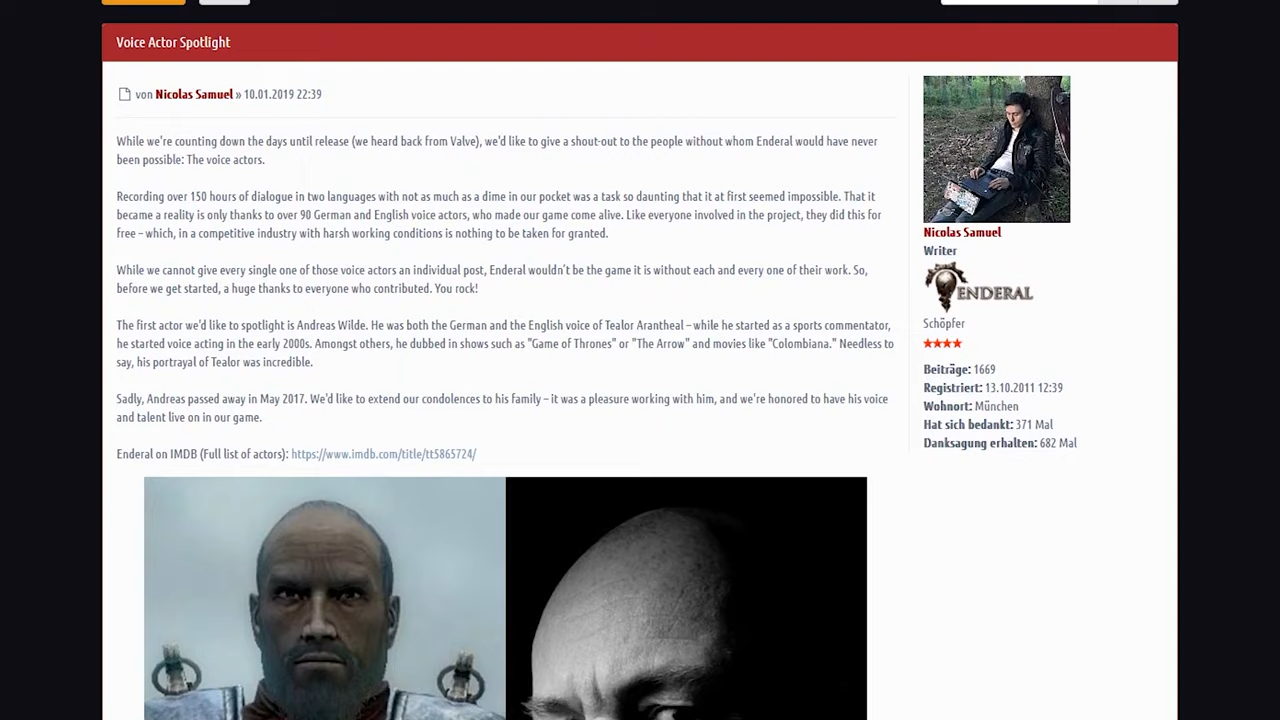 Voice Actor Spotlight
von Nicolas Samuel » 10.01.2019 22:39
While we're counting down the days until release (we heard back from Valve), we'd like to give a shout-out to the people without whom Enderal would have never
been possible: The voice actors.
Recording over 150 hours of dialogue in two languages with not as much as a dime in our pocket was a task so daunting that it at first seemed impossible. That it
became a reality is only thanks to over 90 German and English voice actors, who made our game come alive. Like everyone involved in the project, they did this for
free – which, in a competitive industry with harsh working conditions is nothing to be taken for granted.
While we cannot give every single one of those voice actors an individual post, Enderal wouldn't be the game it is without each and every one of their work. So,
before we get started, a huge thanks to everyone who contributed. You rock!
The first actor we'd like to spotlight is Andreas Wilde. He was both the German and the English voice of Tealor Arantheal – while he started as a sports commentator,
he started voice acting in the early 2000s. Amongst others, he dubbed in shows such as "Game of Thrones" or "The Arrow" and movies like "Colombiana." Needless to
say, his portrayal of Tealor was incredible.
Sadly, Andreas passed away in May 2017. We'd like to extend our condolences to his family – it was a pleasure working with him, and we're honored to have his voice
and talent live on in our game.
Enderal on IMDB (Full list of actors): https://www.imdb.com/title/tt5865724/
Nicolas Samuel
Writer
ENDERAL
Schöpfer
Beiträge: 1669
Registriert: 13.10.2011 12:39
Wohnort: München
Hat sich bedankt: 371 Mal
Danksagung erhalten: 682 Mal